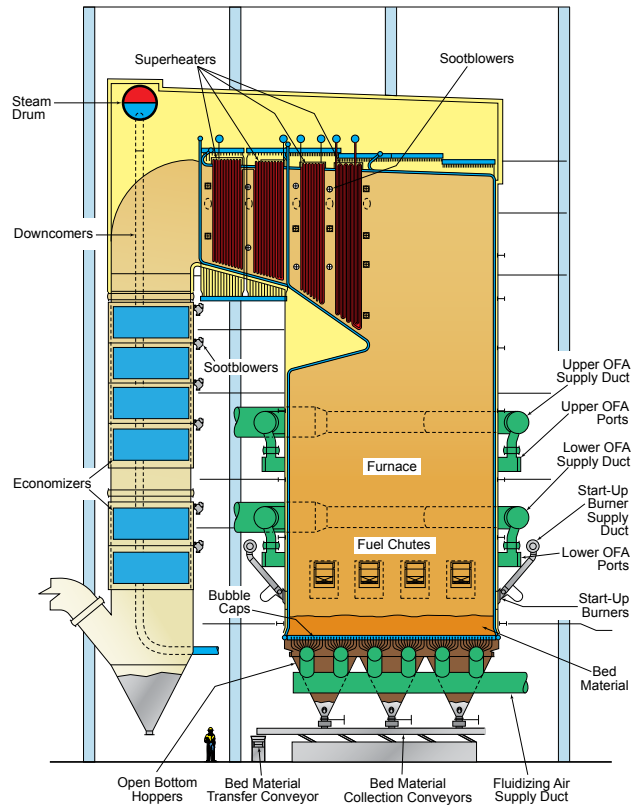 Superheaters
Sootblowers
Steam
Drum
Downcomers
Sootblowers
Upper OFA
Supply Duct
Upper OFA
Ports
Furnace
Lower OFA
Supply Duct
Economizers
Start-Up
Burner
Supply
Duct
Fuel Chutes
Lower OFA
Ports
Bubble
Caps
Start-Up
Burners
Bed
Material
Open Bottom
Hoppers
Bed Material
Transfer Conveyor
Bed Material
Collection Conveyors
Fluidizing Air
Supply Duct